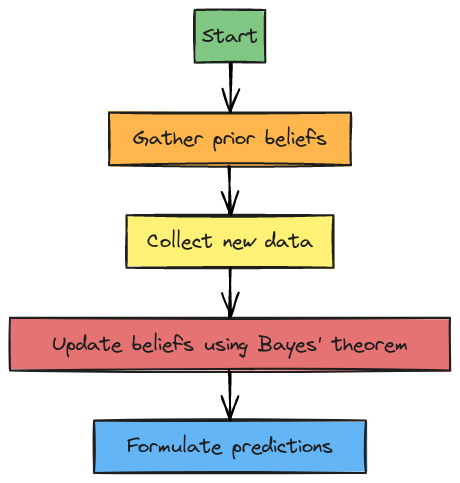 Start
Gather prior beliefs
Collect new data
Update beliefs using Bayes' theorem
Formulate predictions